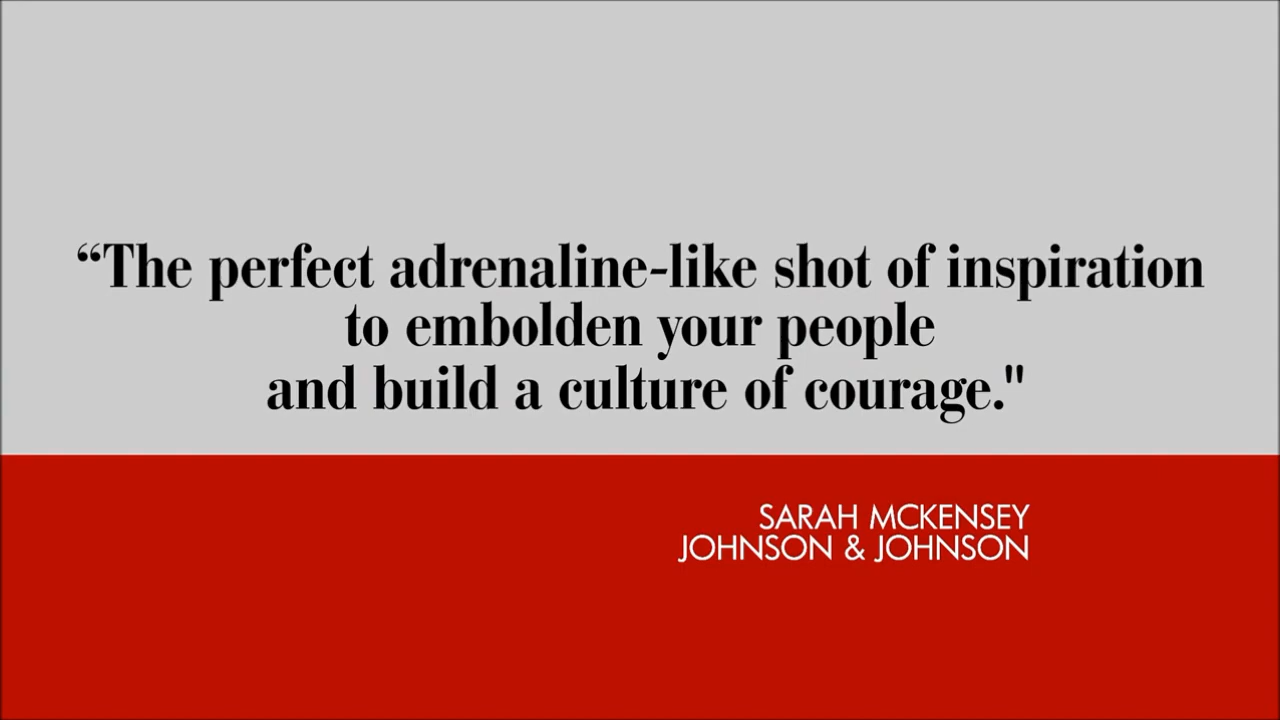 “The perfect adrenaline-like shot of inspiration
to embolden your people
and build a culture of courage."
SARAH MCKENSEY
JOHNSON & JOHNSON